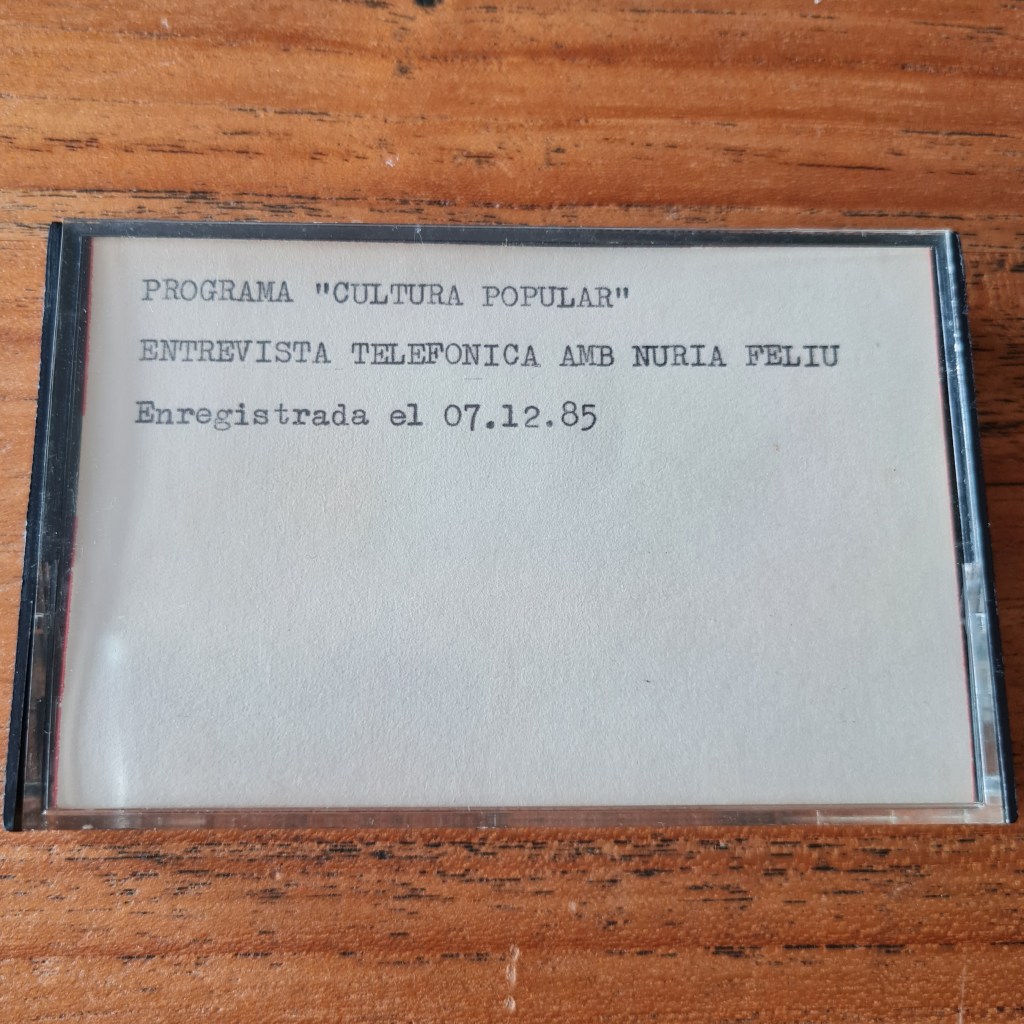 PROGRAMA "CULTURA POPULAR"
ENTREVISTA TELEFONICA AMB NURIA FELIU
Enregistrada el 07.12.85